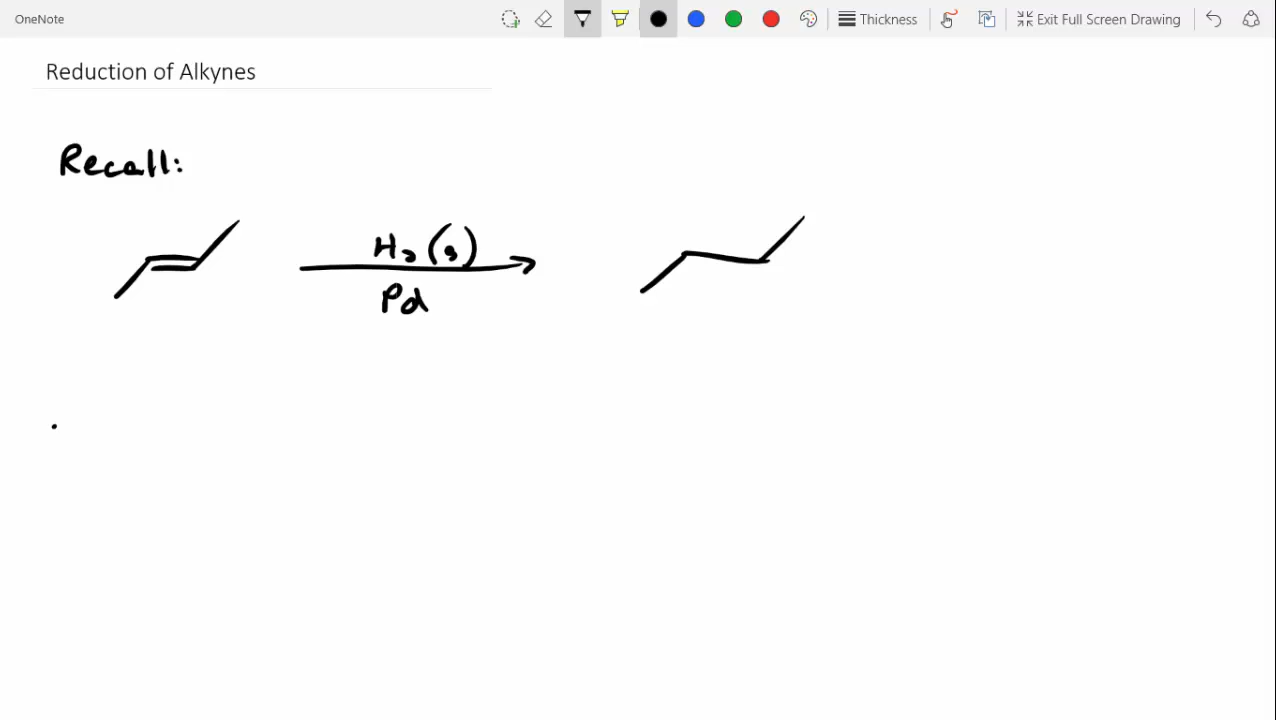 OneNote
Thickness
Exit Full Screen Drawing
Reduction of Alkynes
Recall:
H₂ (g)
Pd